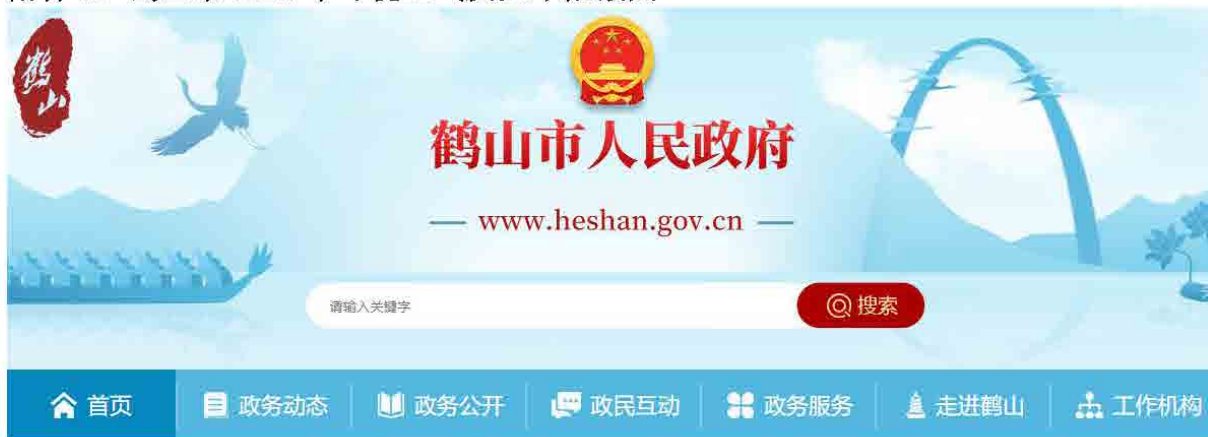 鹤山
鹤山市人民政府
www.heshan.gov.cn
请输入关键字
搜索
首页
政务动态
政务公开
政民互动
政务服务
走进鹤山
工作机构